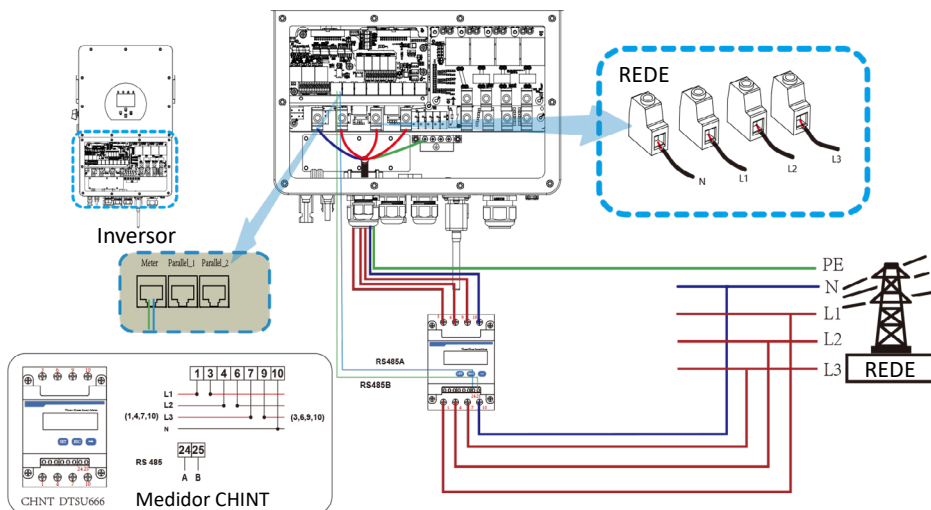 REDE
N
L1
L2
L3
Inversor
Meter Parallel_1 Parallel_2
PE
N
L1
L2
L3
REDE
RS485A
RS485B
1 3 4 6 7 9 10
L1
L2
(1,4,7,10) L3 (3,6,9,10)
N
24 25
RS 485
A B
CHNT DTSU666
Medidor CHINT